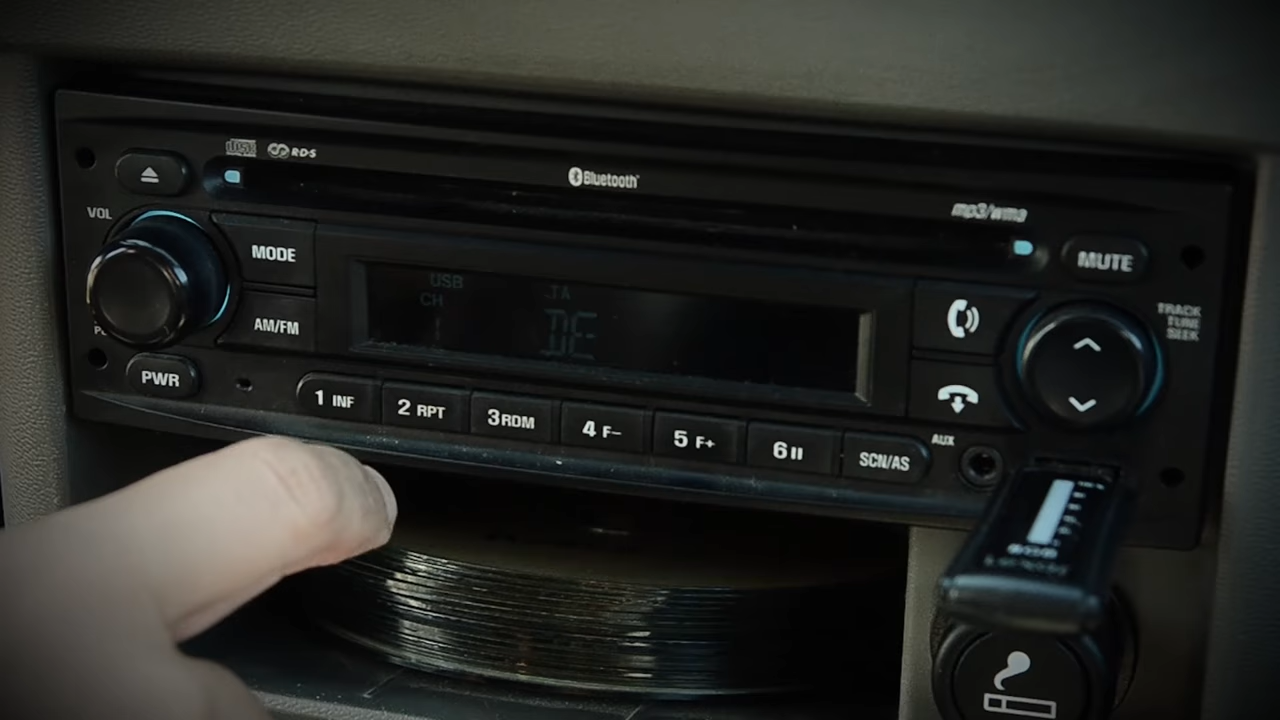 DISC
RDS
Bluetooth
mp3/wma
VOL
MODE
MUTE
USB
CH
TA
DE
AM/FM
TRACK
TUNE
SEEK
PWR
1 INF
2 RPT
3RDM
4 F-
5 F+
6
SCN/AS
AUX